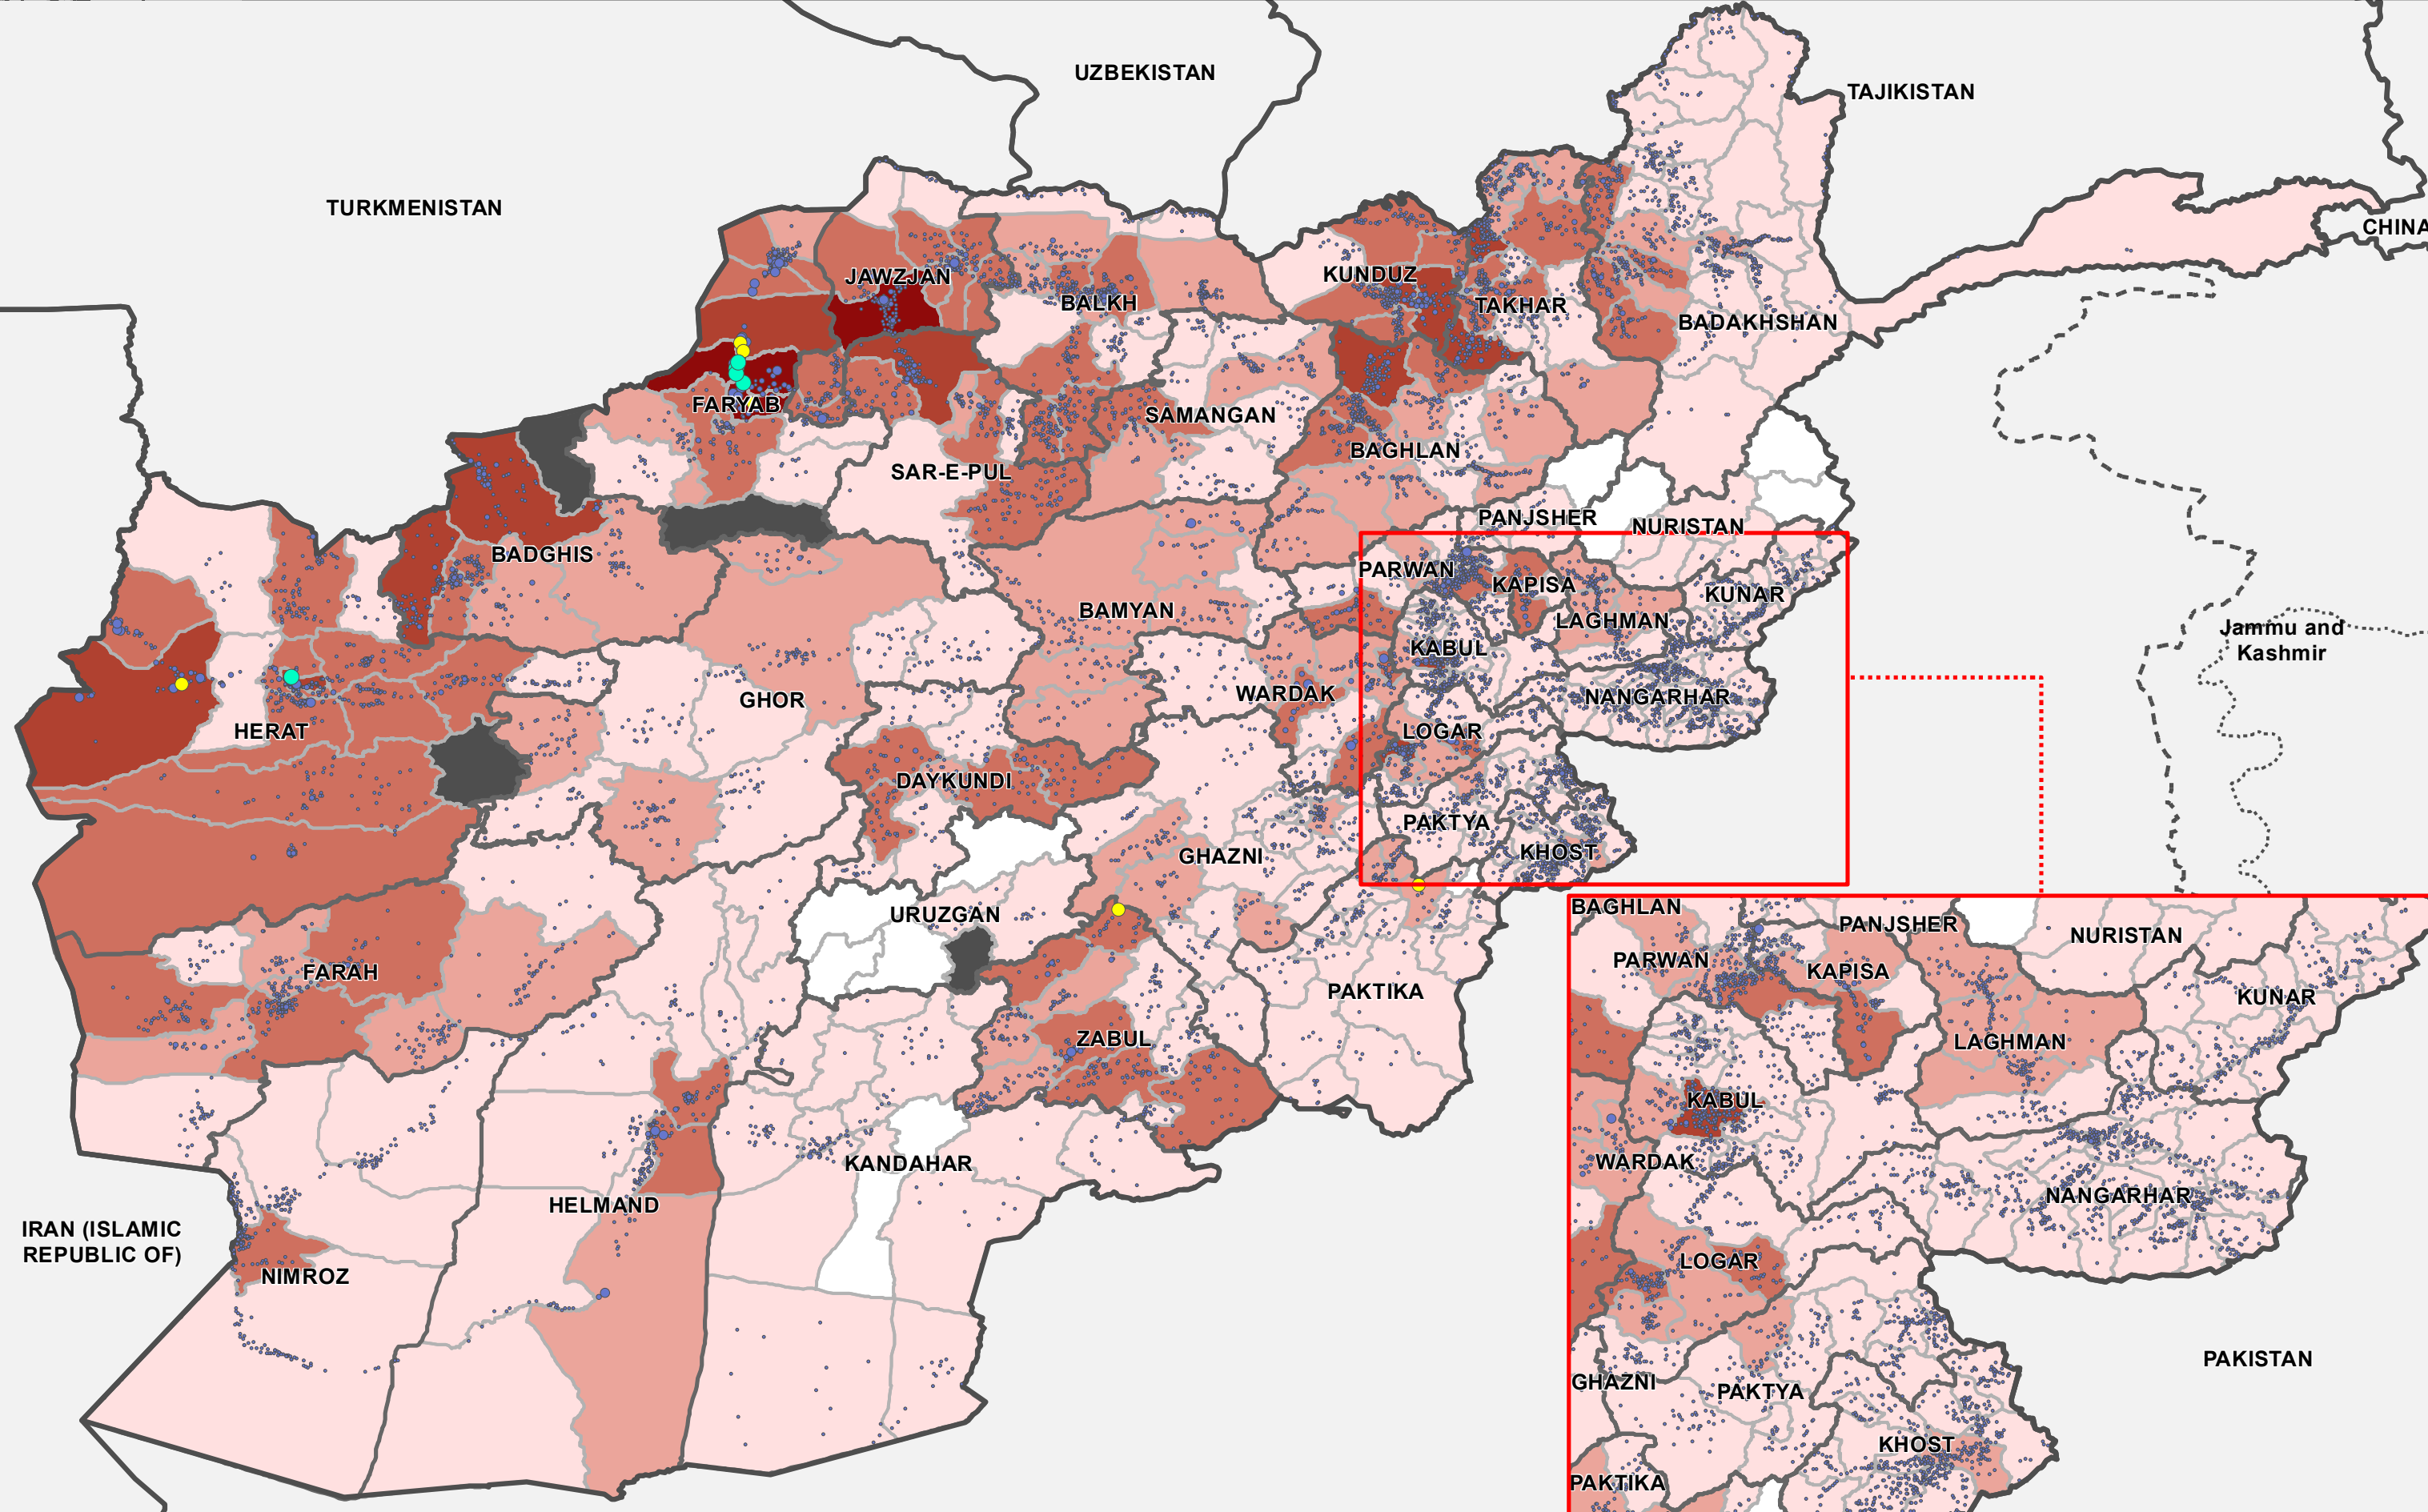 UZBEKISTAN
TAJIKISTAN
TURKMENISTAN
CHINA
JAWZJAN
KUNDUZ
BALKH
TAKHAR
BADAKHSHAN
FARYAB
SAMANGAN
BAGHLAN
SAR-E-PUL
PANJSHER
NURISTAN
BADGHIS
PARWAN
KAPISA
KUNAR
BAMYAN
LAGHMAN
Jammu and
Kashmir
KABUL
WARDAK
NANGARHAR
GHOR
HERAT
LOGAR
DAYKUNDI
PAKTYA
GHAZNI
KHOST
URUZGAN
FARAH
PAKTIKA
ZABUL
KANDAHAR
HELMAND
IRAN (ISLAMIC
REPUBLIC OF)
NIMROZ
BAGHLAN
PANJSHER
NURISTAN
PARWAN
KAPISA
KUNAR
LAGHMAN
KABUL
WARDAK
NANGARHAR
LOGAR
PAKISTAN
GHAZNI
PAKTYA
KHOST
PAKTIKA